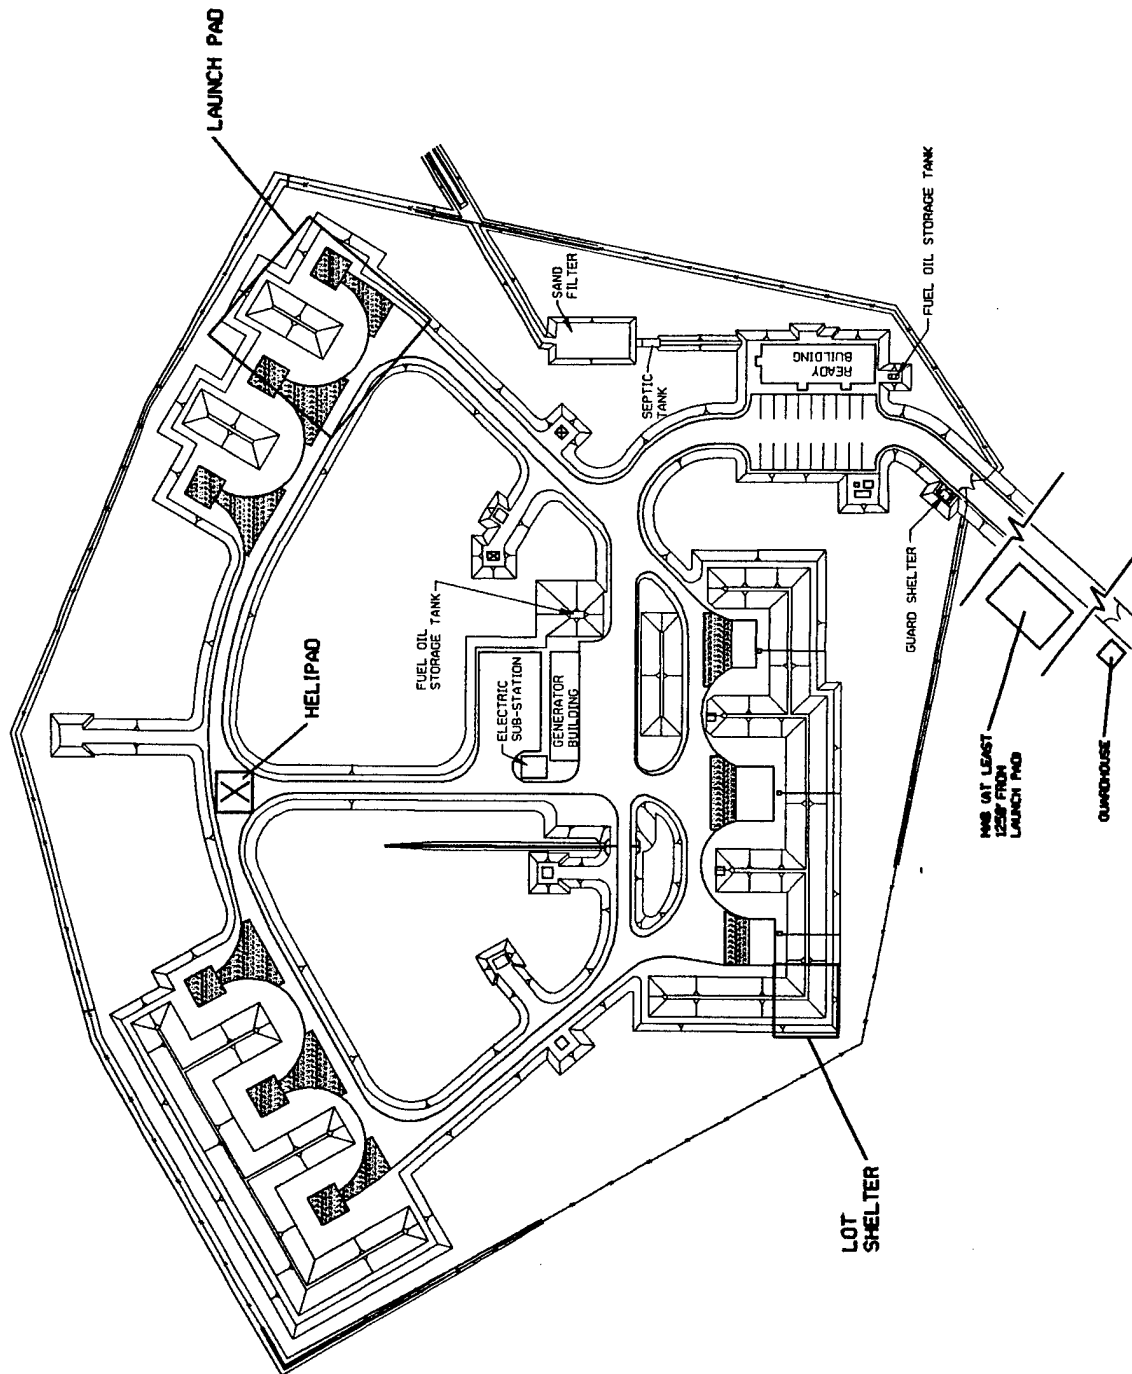 LAUNCH PAD
SAND
FILTER
SEPTIC
TANK
READY
BUILDING
FUEL OIL STORAGE TANK
HELIPAD
FUEL OIL
STORAGE TANK
ELECTRIC
SUB-STATION
GENERATOR
BUILDING
GUARD SHELTER
MAB (AT LEAST
1250' FROM
LAUNCH PAD)
GUARDHOUSE
LOT
SHELTER